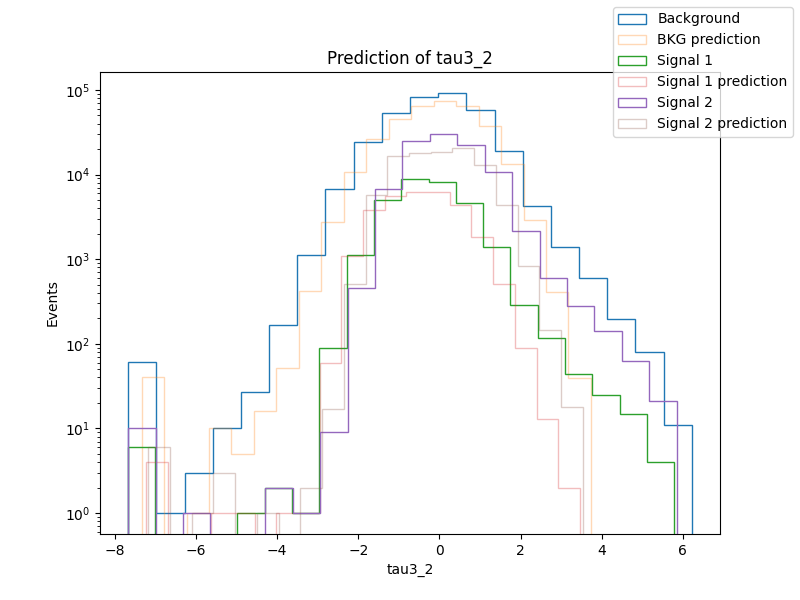 Prediction of tau3_2
Background
BKG prediction
Signal 1
Signal 1 prediction
Signal 2
Signal 2 prediction
Events
10^5
10^4
10^3
10^2
10^1
10^0
−8 −6 −4 −2 0 2 4 6
tau3_2